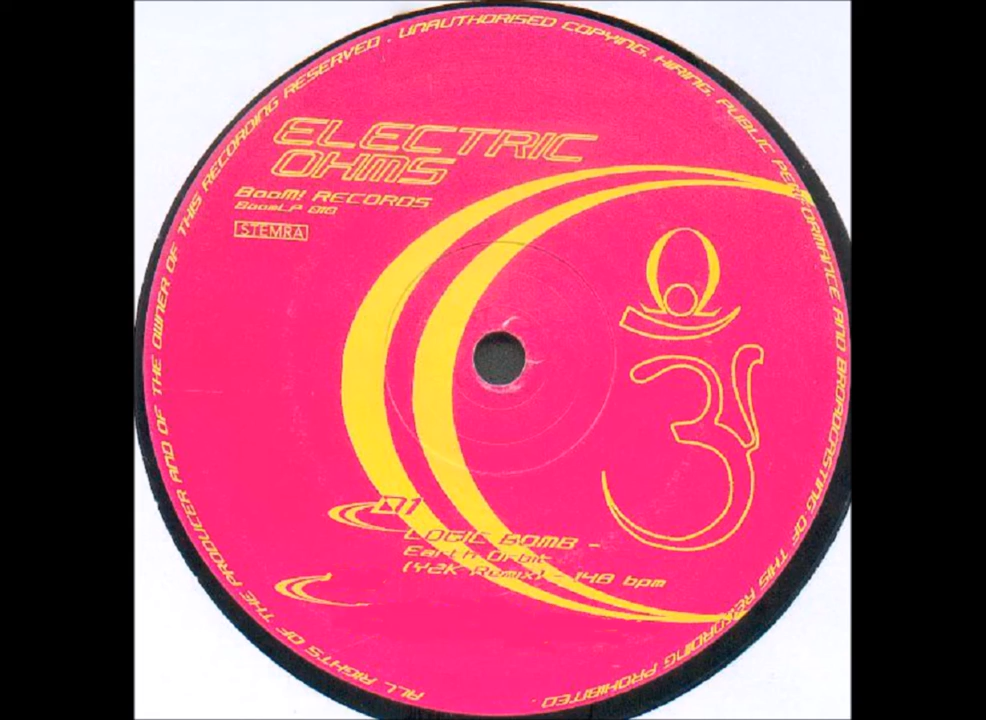 ALL RIGHTS OF THE PRODUCER AND OF THE OWNER OF THIS RECORDING RESERVED . UNAUTHORISED COPYING, HIRING, PUBLIC PERFORMANCE AND BROADCASTING OF THIS RECORDING PROHIBITED .
ELECTRIC
OHMS
BooM! RECORDS
BoomLP 010
STEMRA
ॐ
D1
LOGIC BOMB -
Earth Orbit
(Y2K Remix) - 148 bpm